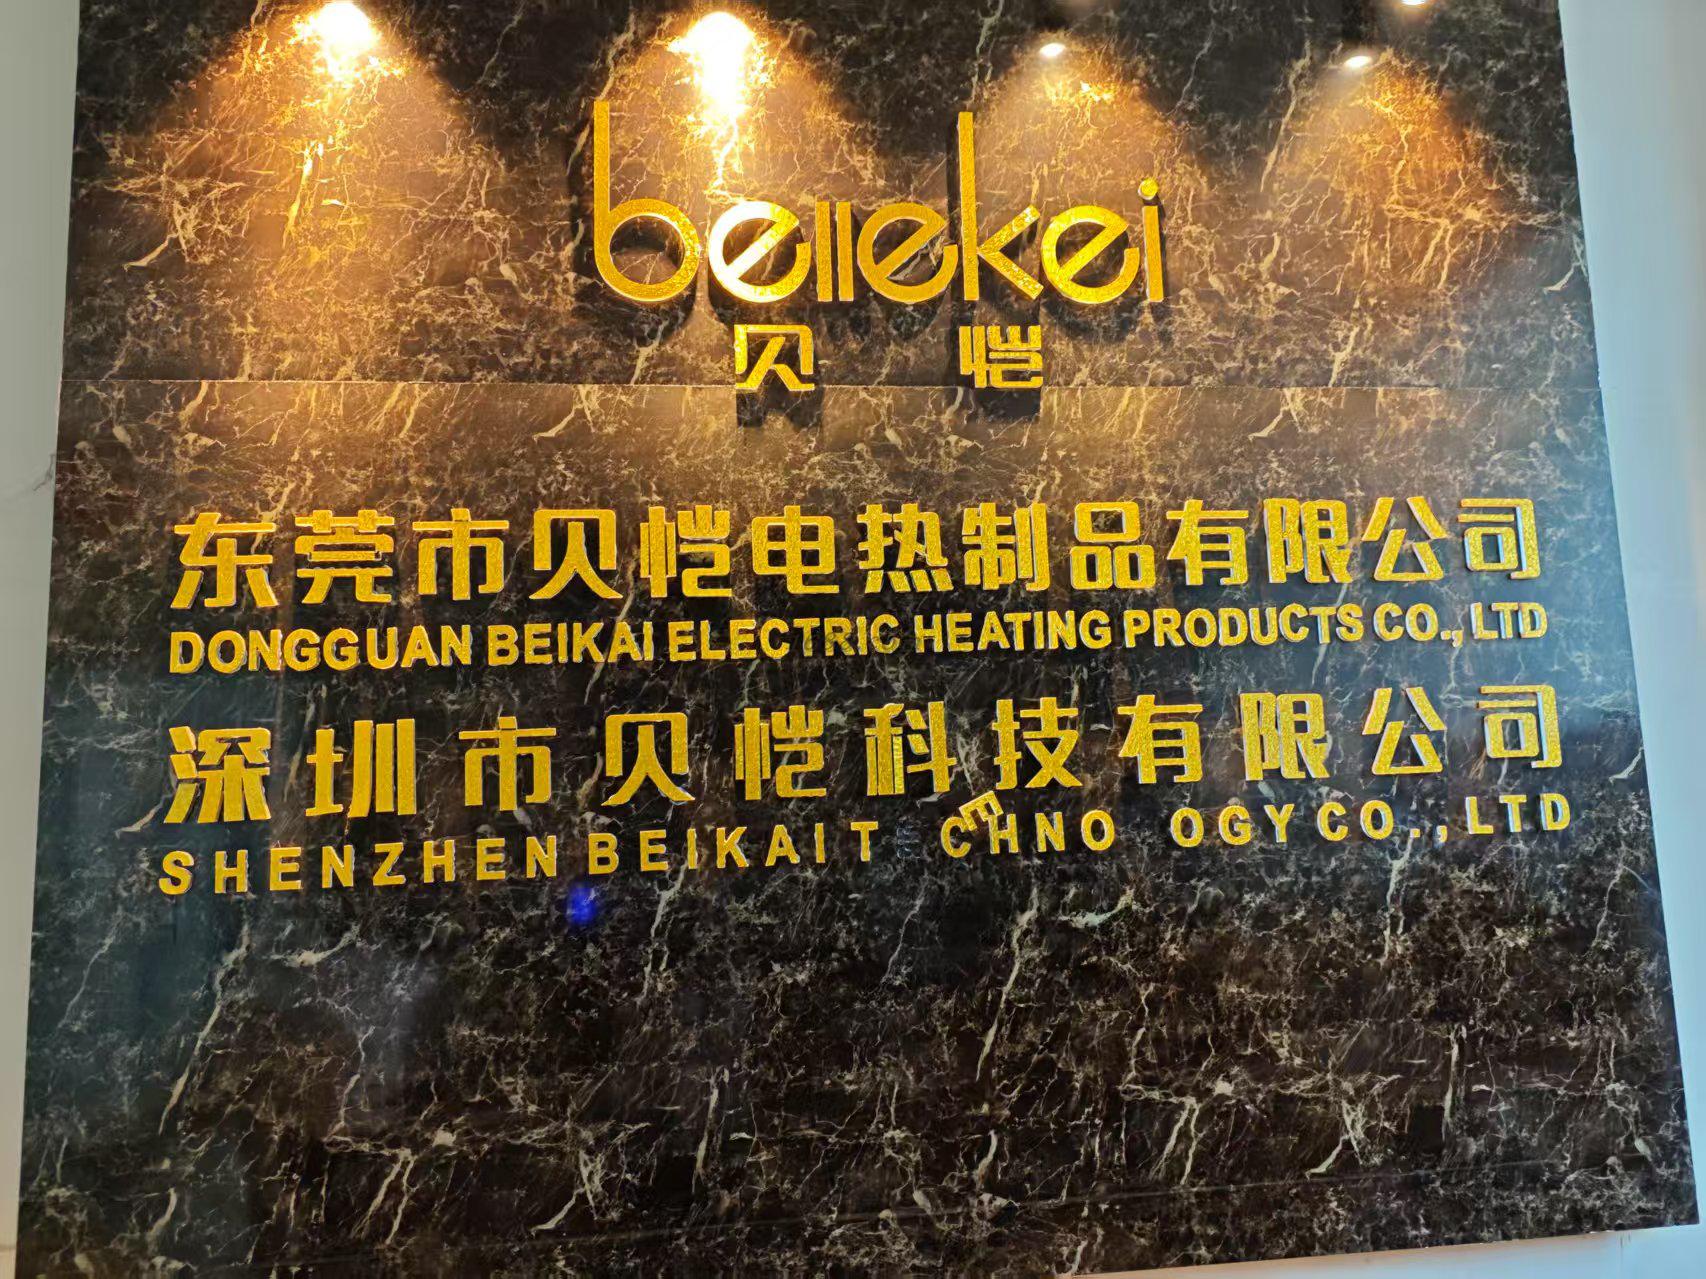 bellekei
贝恺
东莞市贝恺电热制品有限公司
DONGGUAN BEIKAI ELECTRIC HEATING PRODUCTS CO., LTD
深圳市贝恺科技有限公司
SHENZHEN BEIKAI T ECHNO OGY CO., LTD